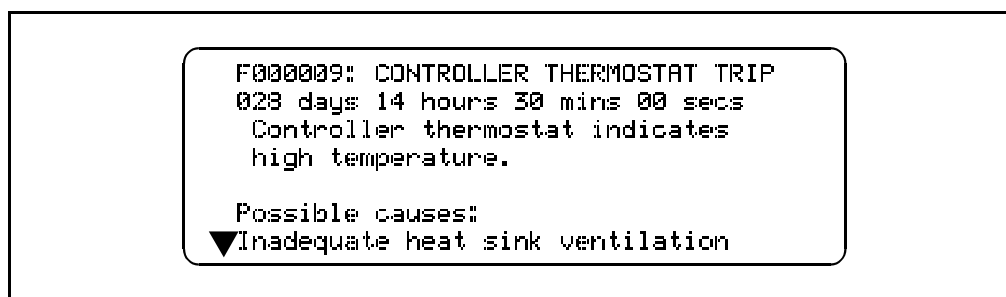 F000009: CONTROLLER THERMOSTAT TRIP
028 days 14 hours 30 mins 00 secs
Controller thermostat indicates
high temperature.
Possible causes:
Inadequate heat sink ventilation